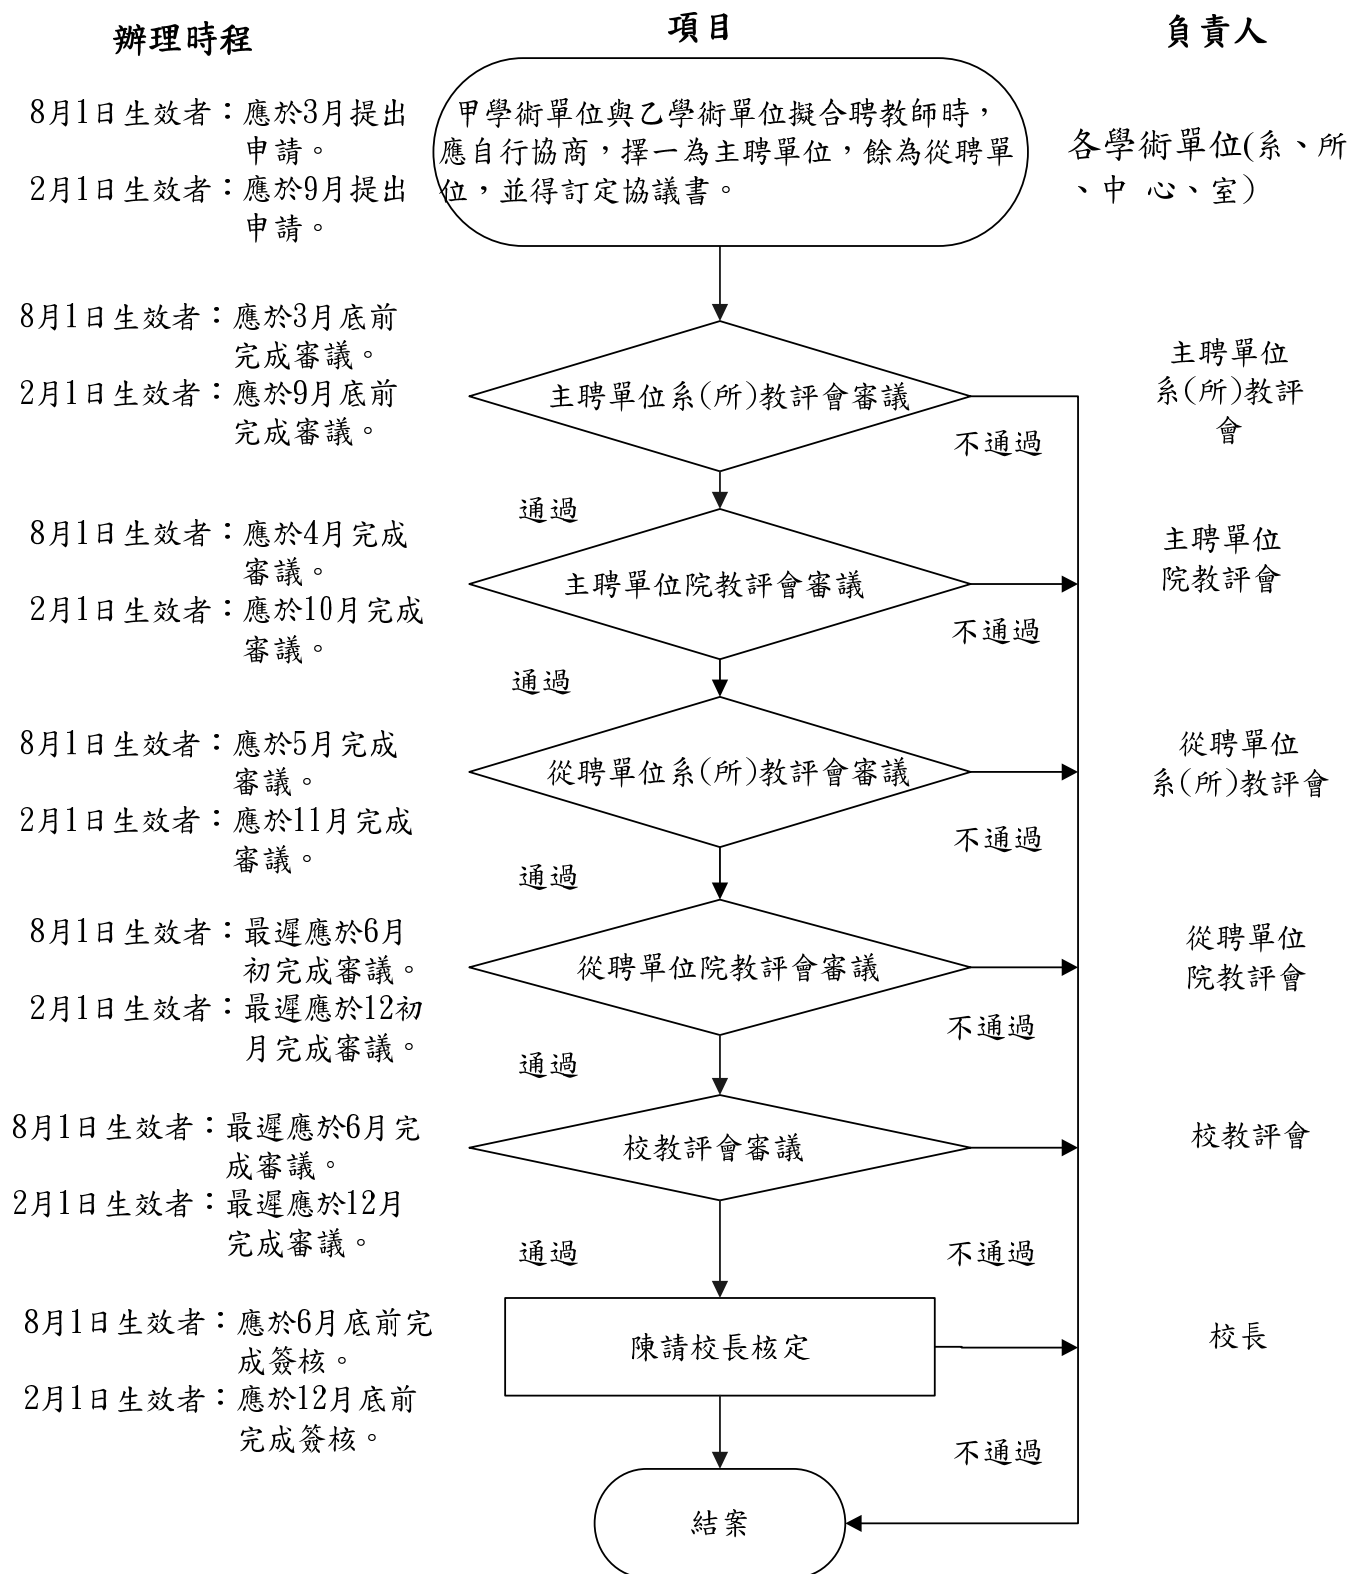 辦理時程
項目
負責人
8月1日生效者：應於3月提出
申請。
2月1日生效者：應於9月提出
申請。
甲學術單位與乙學術單位擬合聘教師時，
應自行協商，擇一為主聘單位，餘為從聘單
位，並得訂定協議書。
各學術單位(系、所
、中 心、室)
8月1日生效者：應於3月底前
完成審議。
2月1日生效者：應於9月底前
完成審議。
主聘單位系(所)教評會審議
不通過
通過
主聘單位
系(所)教評
會
8月1日生效者：應於4月完成
審議。
2月1日生效者：應於10月完成
審議。
主聘單位院教評會審議
不通過
通過
主聘單位
院教評會
8月1日生效者：應於5月完成
審議。
2月1日生效者：應於11月完成
審議。
從聘單位系(所)教評會審議
不通過
通過
從聘單位
系(所)教評會
8月1日生效者：最遲應於6月
初完成審議。
2月1日生效者：最遲應於12初
月完成審議。
從聘單位院教評會審議
不通過
通過
從聘單位
院教評會
8月1日生效者：最遲應於6月完
成審議。
2月1日生效者：最遲應於12月
完成審議。
校教評會審議
通過
不通過
校教評會
8月1日生效者：應於6月底前完
成簽核。
2月1日生效者：應於12月底前
完成簽核。
陳請校長核定
不通過
校長
結案